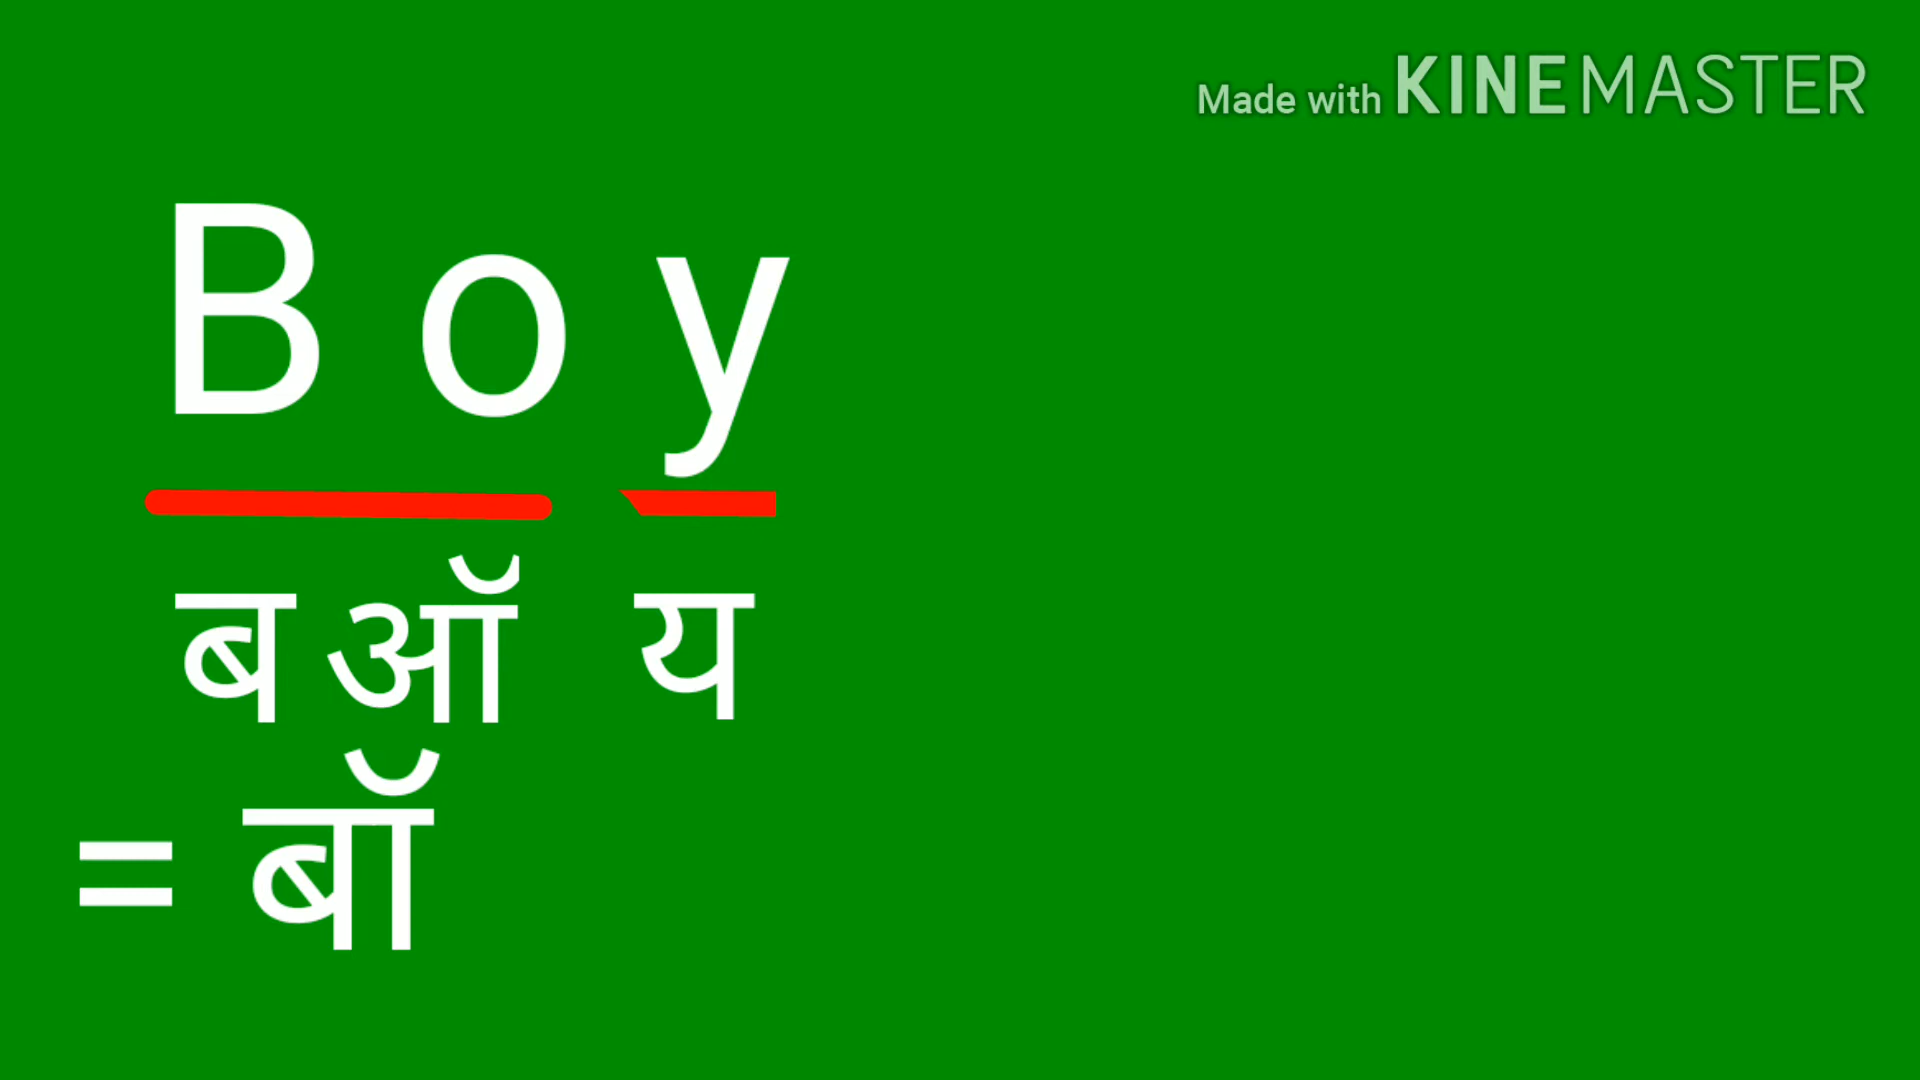 Made with KINEMASTER
B o y
ब ऑ य
= बॉ